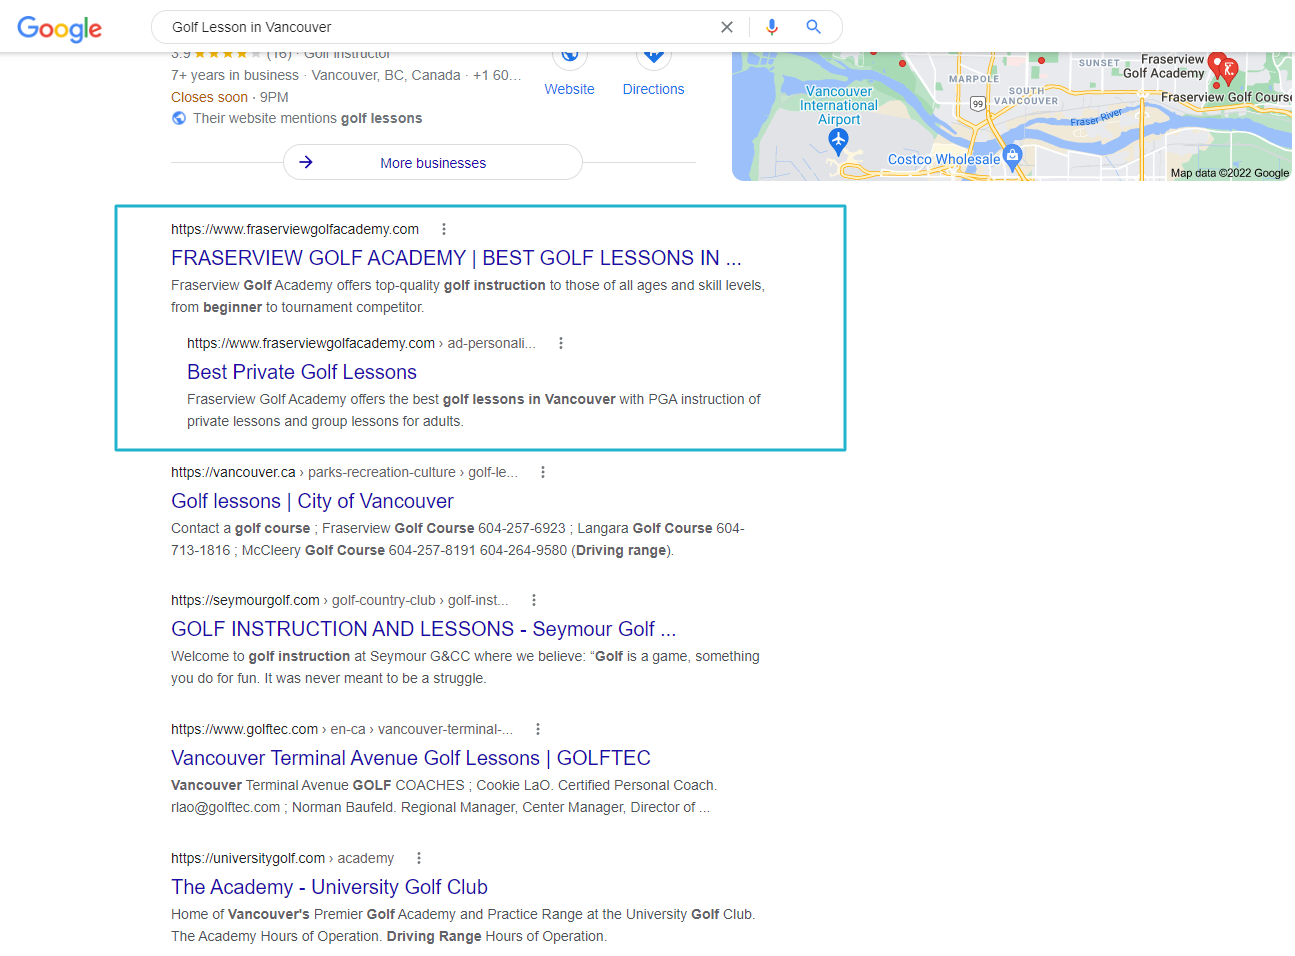 Google
Golf Lesson in Vancouver
3.9 (16) · Golf instructor
7+ years in business · Vancouver, BC, Canada · +1 60...
Closes soon · 9PM
Their website mentions golf lessons
Website
Directions
More businesses
Vancouver
International
Airport
MARPOLE
99
SOUTH
VANCOUVER
SUNSET
Fraserview
Golf Academy
Fraserview Golf Course
Fraser River
Costco Wholesale
Map data ©2022 Google
https://www.fraserviewgolfacademy.com
FRASERVIEW GOLF ACADEMY | BEST GOLF LESSONS IN ...
Fraserview Golf Academy offers top-quality golf instruction to those of all ages and skill levels,
from beginner to tournament competitor.
https://www.fraserviewgolfacademy.com › ad-personali...
Best Private Golf Lessons
Fraserview Golf Academy offers the best golf lessons in Vancouver with PGA instruction of
private lessons and group lessons for adults.
https://vancouver.ca › parks-recreation-culture › golf-le...
Golf lessons | City of Vancouver
Contact a golf course ; Fraserview Golf Course 604-257-6923 ; Langara Golf Course 604-
713-1816 ; McCleery Golf Course 604-257-8191 604-264-9580 (Driving range).
https://seymourgolf.com › golf-country-club › golf-inst...
GOLF INSTRUCTION AND LESSONS - Seymour Golf ...
Welcome to golf instruction at Seymour G&CC where we believe: “Golf is a game, something
you do for fun. It was never meant to be a struggle.
https://www.golftec.com › en-ca › vancouver-terminal-...
Vancouver Terminal Avenue Golf Lessons | GOLFTEC
Vancouver Terminal Avenue GOLF COACHES ; Cookie LaO. Certified Personal Coach.
rlao@golftec.com ; Norman Baufeld. Regional Manager, Center Manager, Director of ...
https://universitygolf.com › academy
The Academy - University Golf Club
Home of Vancouver's Premier Golf Academy and Practice Range at the University Golf Club.
The Academy Hours of Operation. Driving Range Hours of Operation.